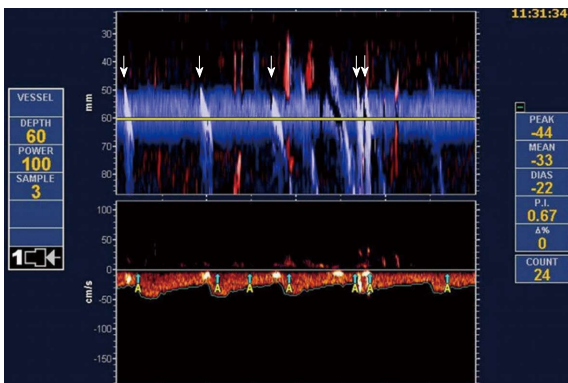 11:31:34
30
40
50
60
70
80
mm
VESSEL
DEPTH
60
POWER
100
SAMPLE
3
1
PEAK
-44
MEAN
-33
DIAS
-22
P.I.
0.67
Δ%
0
COUNT
24
100
50
0
-50
-100
-150
cm/s
A A A A A A A